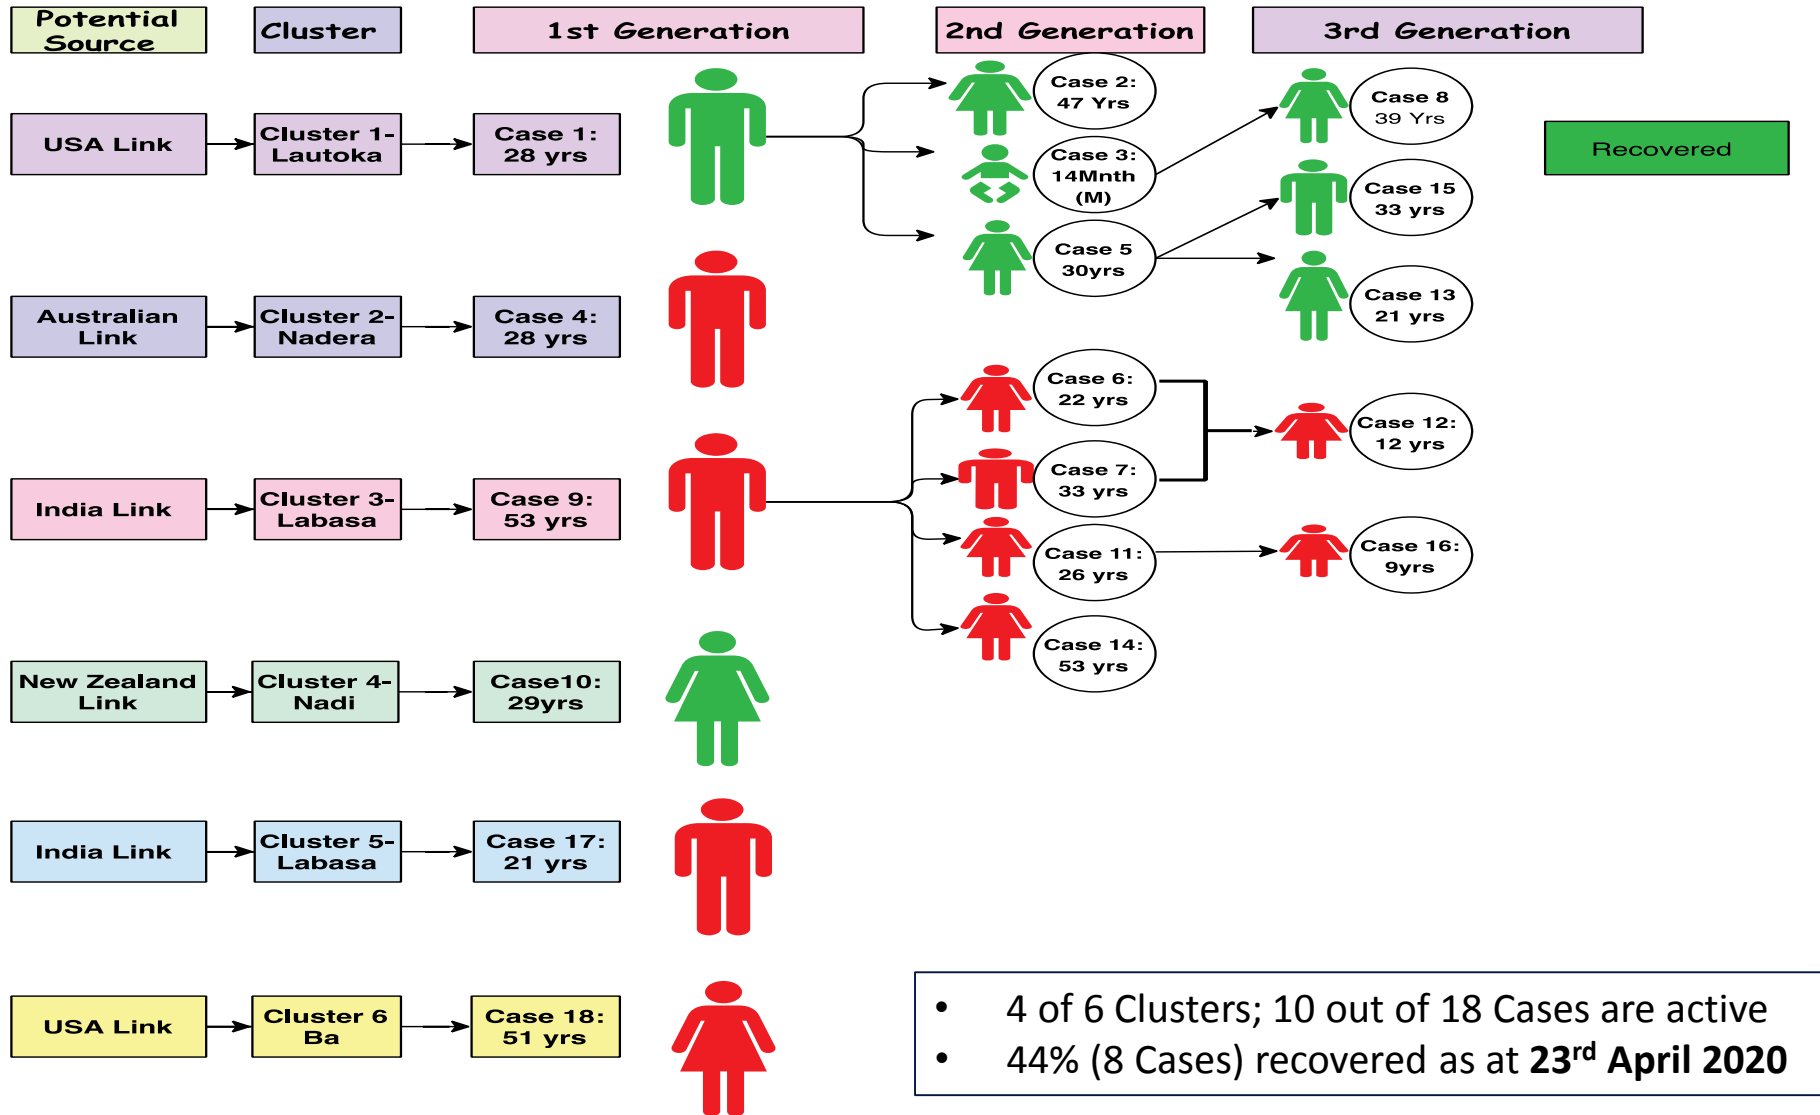 Potential
Source
Cluster
1st Generation
2nd Generation
3rd Generation
USA Link
Cluster 1-
Lautoka
Case 1:
28 yrs
Case 2:
47 Yrs
Case 3:
14Mnth
(M)
Case 5
30yrs
Case 8
39 Yrs
Case 15
33 yrs
Case 13
21 yrs
Recovered
Australian
Link
Cluster 2-
Nadera
Case 4:
28 yrs
India Link
Cluster 3-
Labasa
Case 9:
53 yrs
Case 6:
22 yrs
Case 7:
33 yrs
Case 11:
26 yrs
Case 14:
53 yrs
Case 12:
12 yrs
Case 16:
9yrs
New Zealand
Link
Cluster 4-
Nadi
Case10:
29yrs
India Link
Cluster 5-
Labasa
Case 17:
21 yrs
USA Link
Cluster 6
Ba
Case 18:
51 yrs
• 4 of 6 Clusters; 10 out of 18 Cases are active
• 44% (8 Cases) recovered as at 23rd April 2020